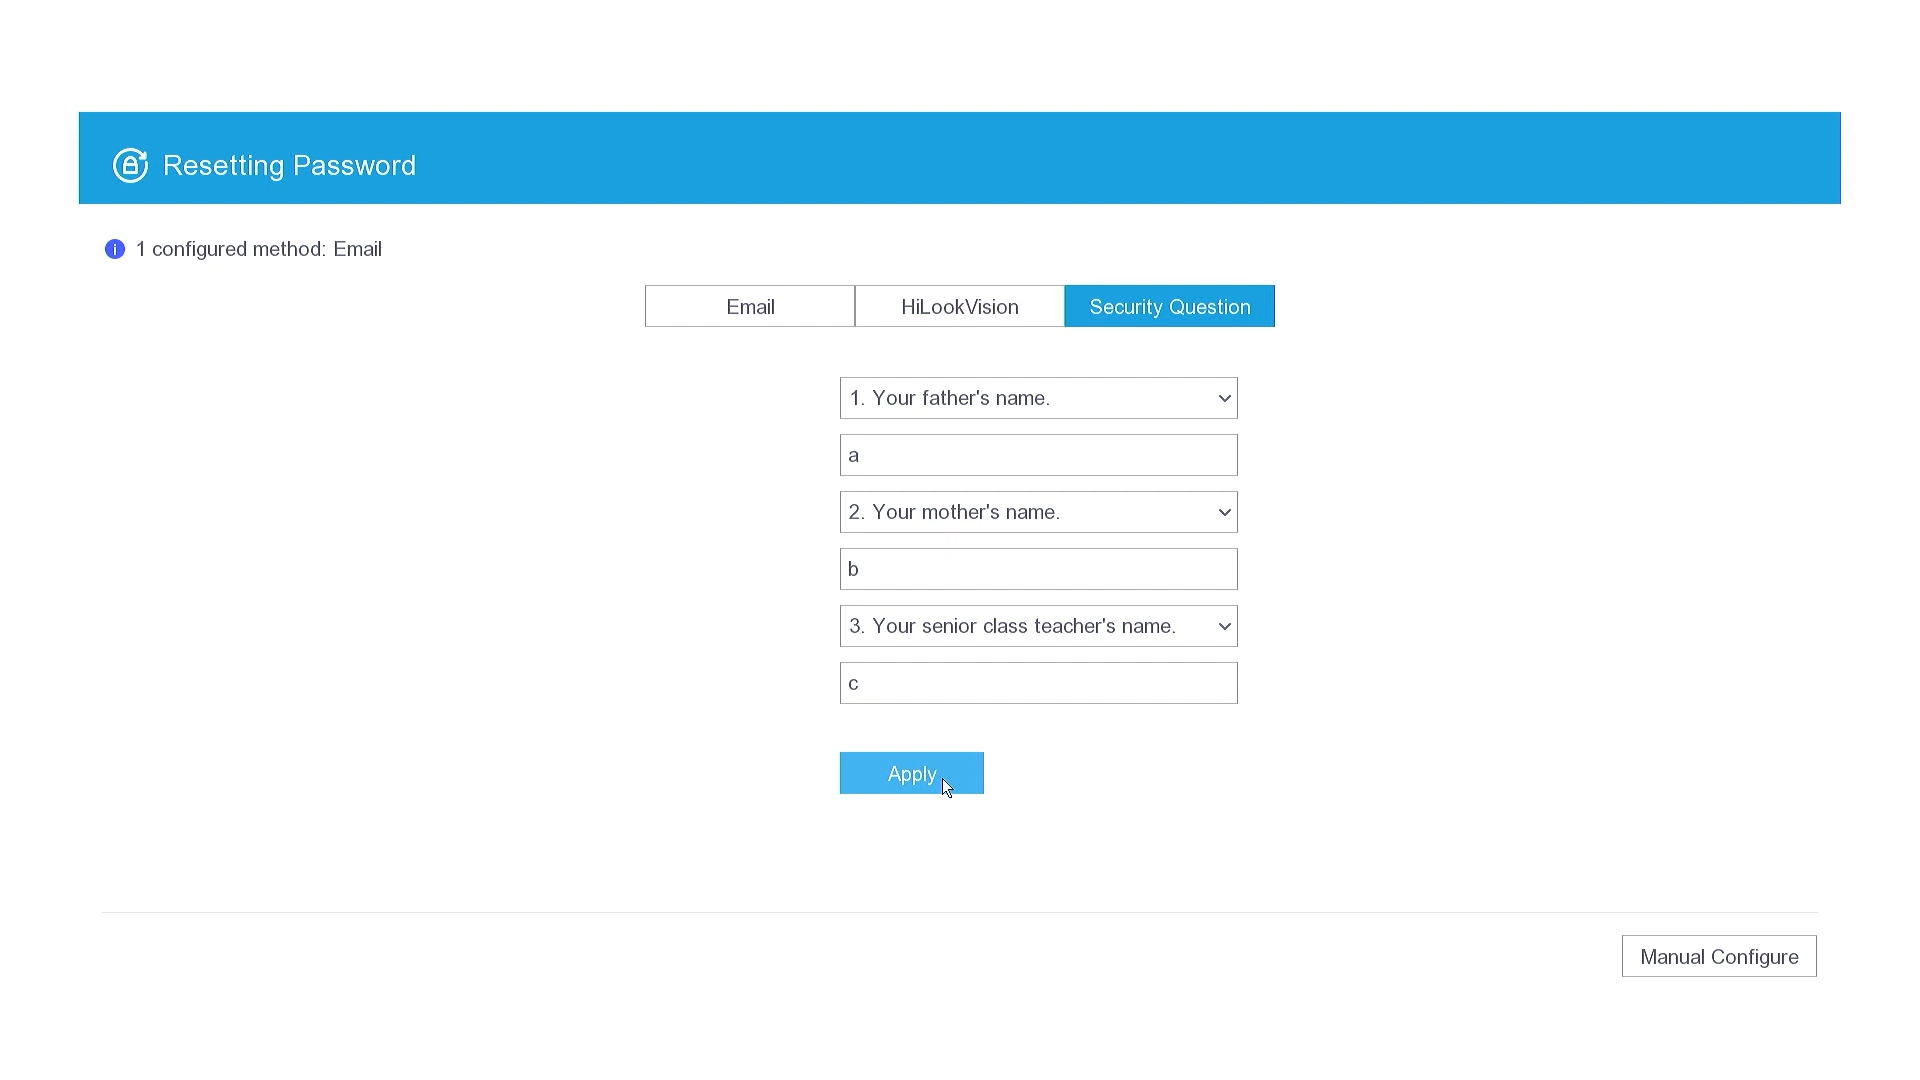 Resetting Password
1 configured method: Email
Email HiLookVision Security Question
1. Your father's name.
a
2. Your mother's name.
b
3. Your senior class teacher's name.
c
Apply
Manual Configure